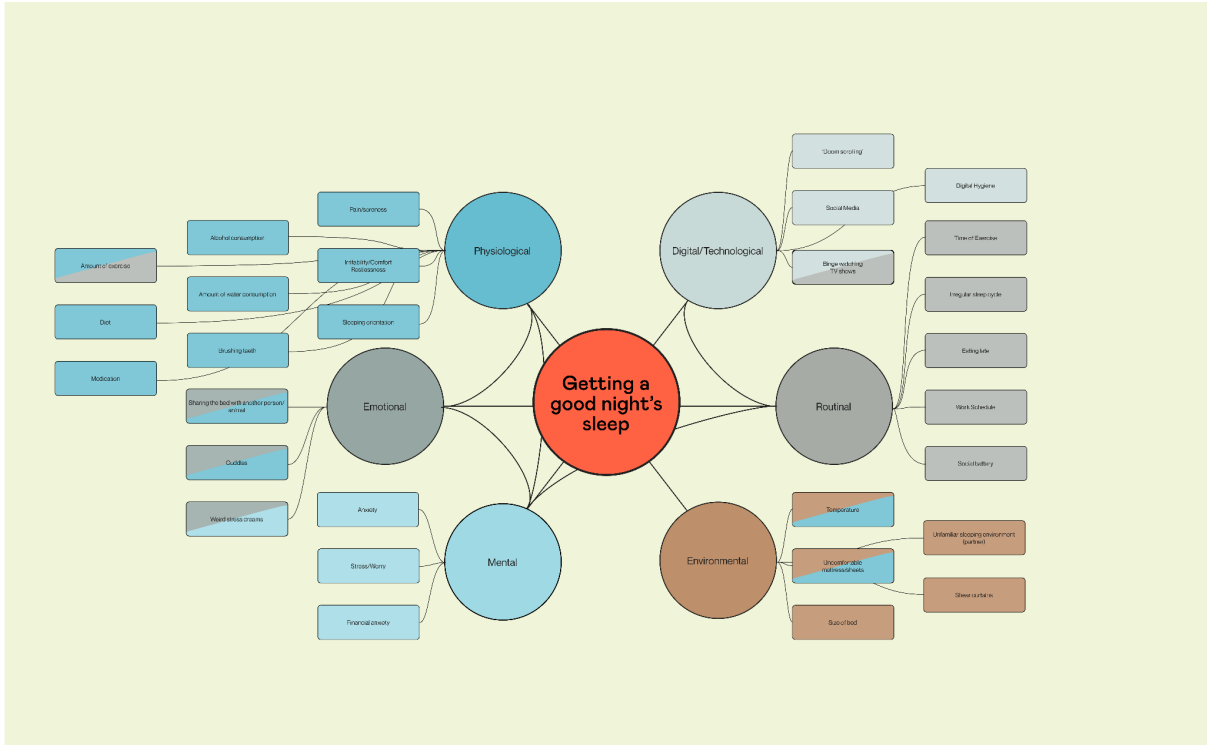 'Doom scrolling'
Digital Hygiene
Pain/soreness
Social Media
Alcohol consumption
Time of Exercise
Physiological
Digital/Technological
Amount of exercise
Irritability/Comfort
Restlessness
Binge watching
TV shows
Amount of water consumption
Irregular sleep cycle
Diet
Sleeping orientation
Brushing teeth
Eating late
Medication
Getting a
good night's
sleep
Sharing the bed with another person/
animal
Emotional
Routinal
Work Schedule
Cuddles
Social battery
Weird stress dreams
Anxiety
Temperature
Unfamiliar sleeping environment
(partner)
Stress/Worry
Mental
Environmental
Uncomfortable
matress/sheets
Sheer curtains
Financial anxiety
Size of bed